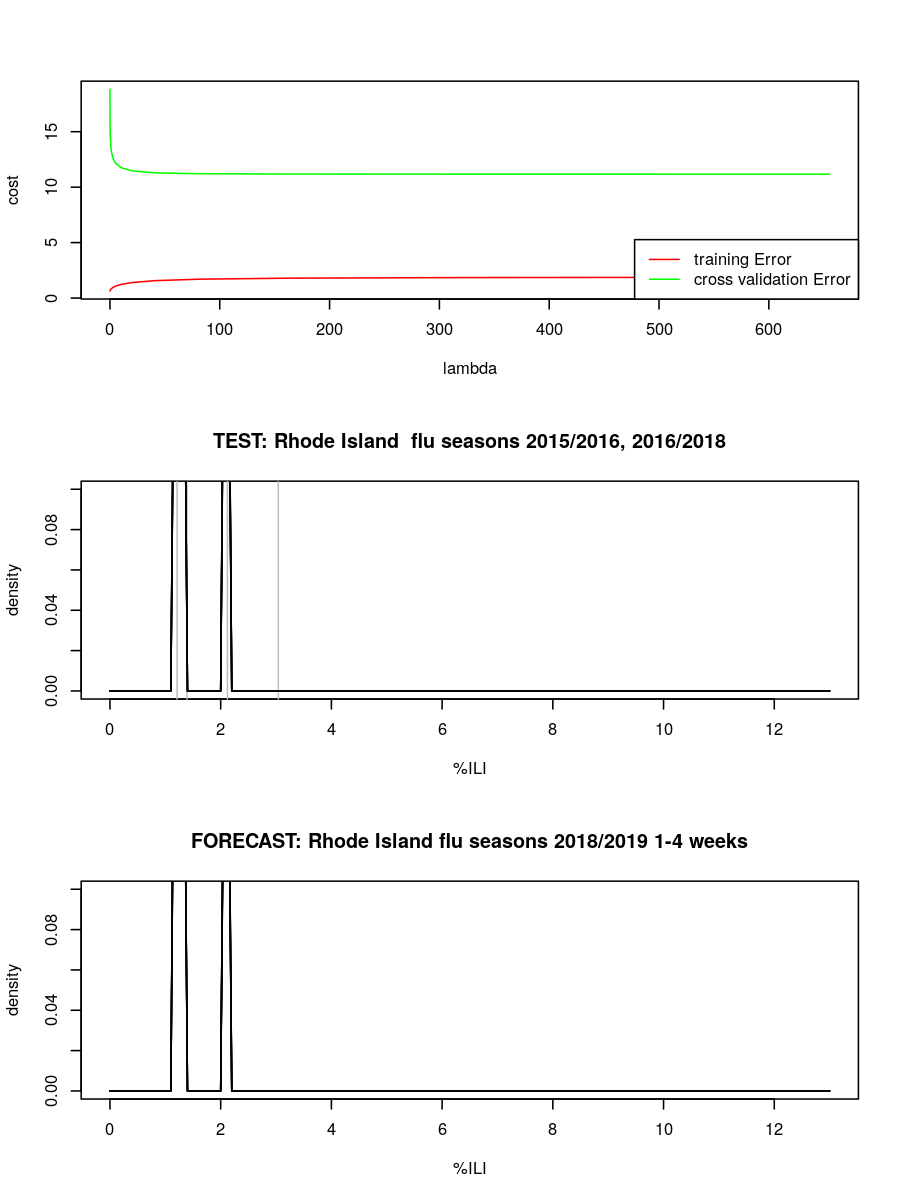 cost
15
10
5
0
training Error
cross validation Error
0 100 200 300 400 500 600
lambda
TEST: Rhode Island  flu seasons 2015/2016, 2016/2018
density
0.08
0.04
0.00
0 2 4 6 8 10 12
%ILI
FORECAST: Rhode Island flu seasons 2018/2019 1-4 weeks
density
0.08
0.04
0.00
0 2 4 6 8 10 12
%ILI